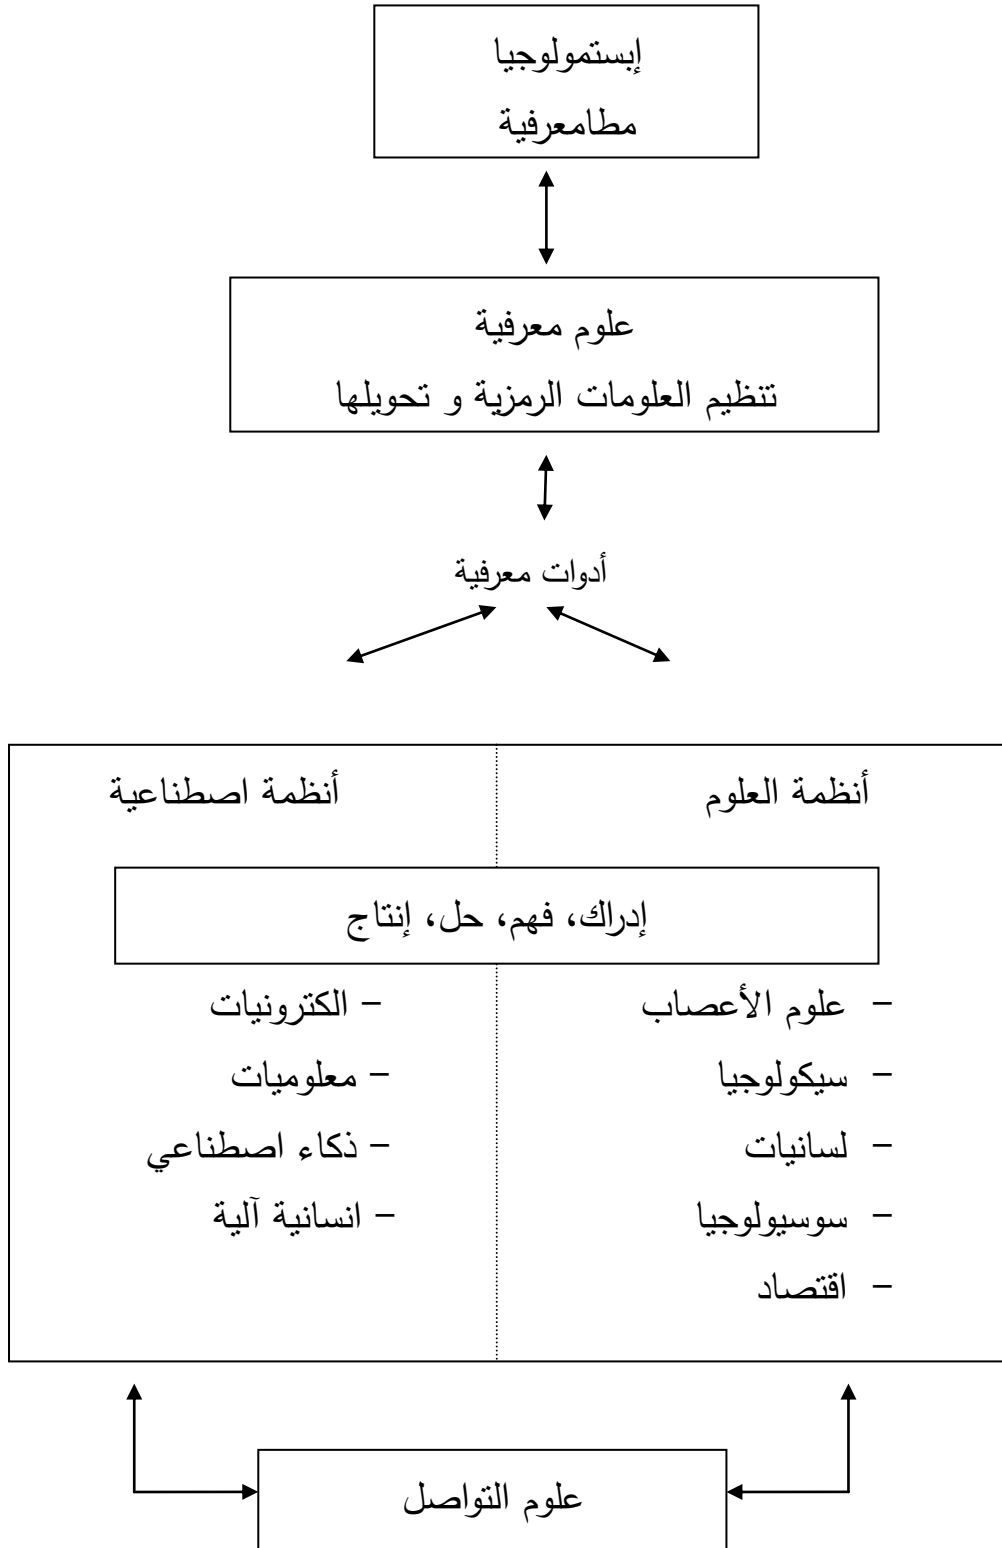 إبستمولوجيا
مطامعرفية
علوم معرفية
تنظيم العلومات الرمزية و تحويلها
أدوات معرفية
أنظمة العلوم
أنظمة اصطناعية
إدراك، فهم، حل، إنتاج
- علوم الأعصاب
- سيكولوجيا
- لسانيات
- سوسيولوجيا
- اقتصاد
- الكترونيات
- معلوميات
- ذكاء اصطناعي
- انسانية آلية
علوم التواصل